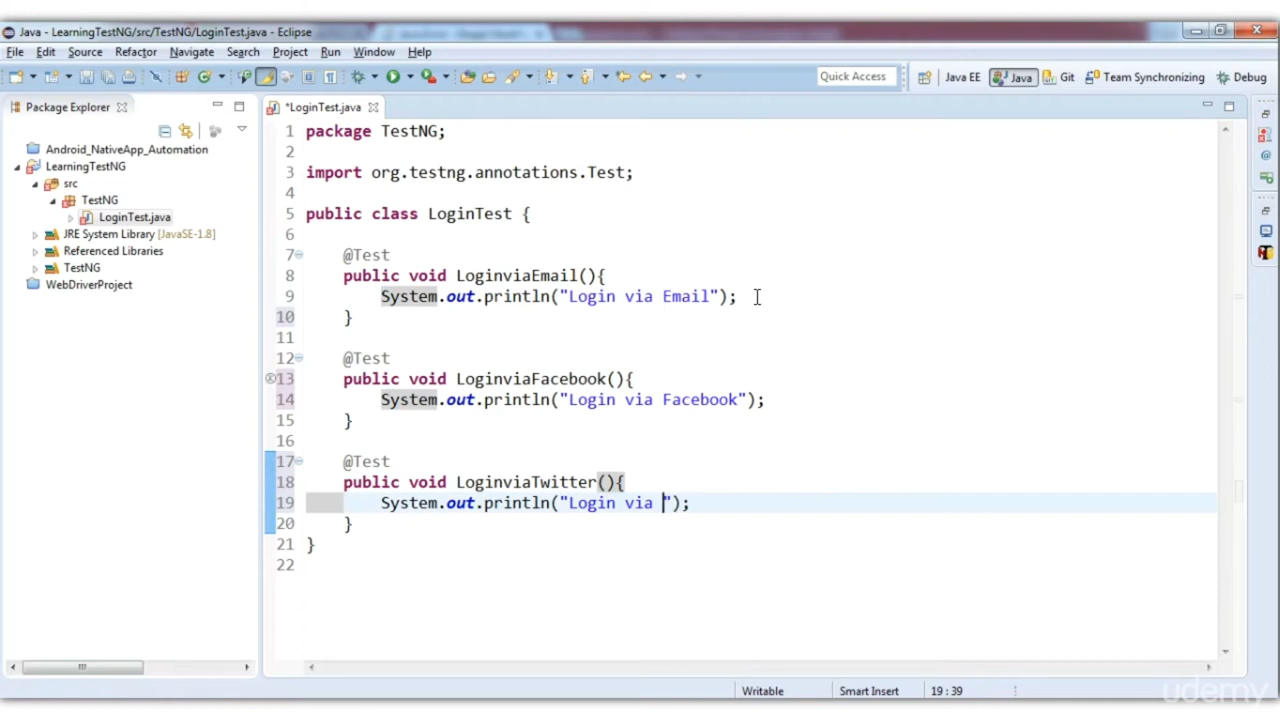 Java - LearningTestNG/src/TestNG/LoginTest.java - Eclipse
File Edit Source Refactor Navigate Search Project Run Window Help
Quick Access Java EE Java Git Team Synchronizing Debug
Package Explorer
*LoginTest.java
Android_NativeApp_Automation
LearningTestNG
src
TestNG
LoginTest.java
JRE System Library [JavaSE-1.8]
Referenced Libraries
TestNG
WebDriverProject
1 package TestNG;
2
3 import org.testng.annotations.Test;
4
5 public class LoginTest {
6
7 @Test
8 public void LoginviaEmail(){
9 System.out.println("Login via Email");
10 }
11
12 @Test
13 public void LoginviaFacebook(){
14 System.out.println("Login via Facebook");
15 }
16
17 @Test
18 public void LoginviaTwitter(){
19 System.out.println("Login via ");
20 }
21 }
22
Writable Smart Insert 19 : 39
udemy